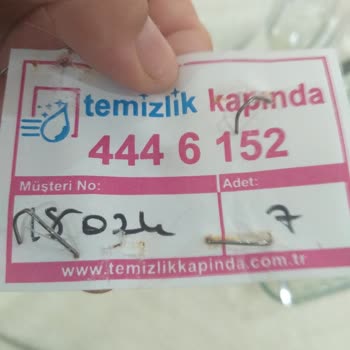 temizlik kapında
444 6 152
Müşteri No: Adet:
7
www.temizlikkapinda.com.tr